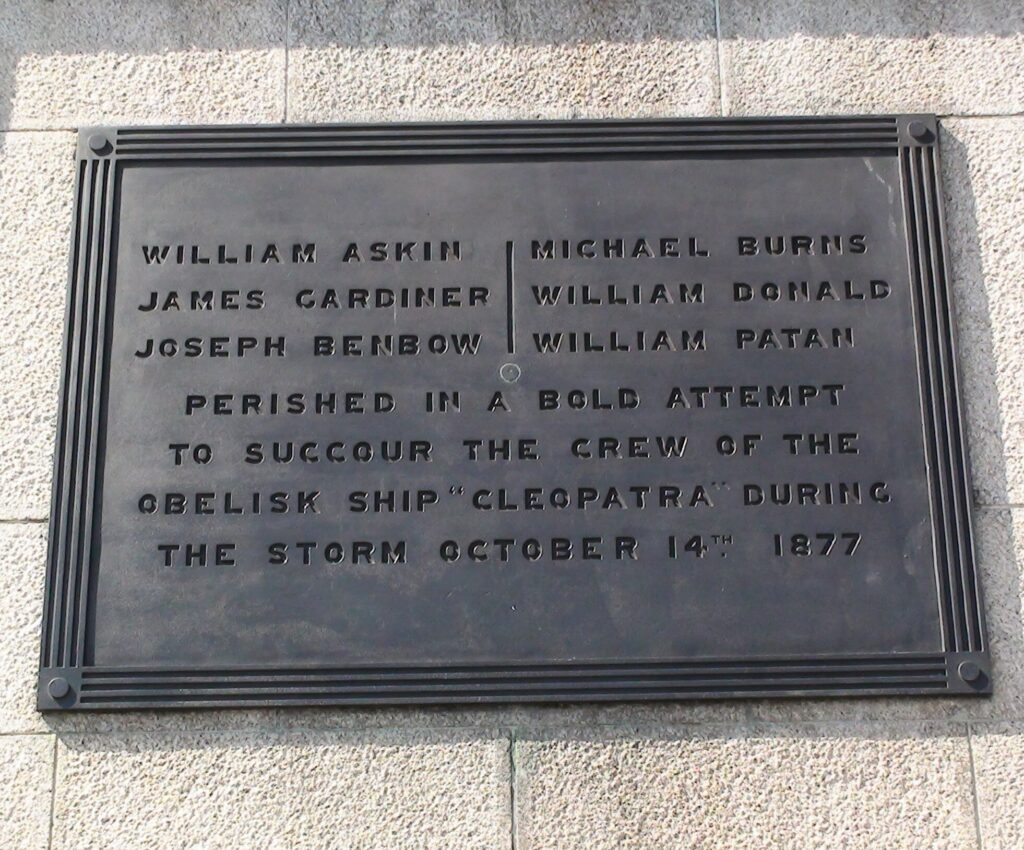 WILLIAM ASKIN | MICHAEL BURNS
JAMES GARDINER | WILLIAM DONALD
JOSEPH BENBOW | WILLIAM PATAN
PERISHED IN A BOLD ATTEMPT
TO SUCCOUR THE CREW OF THE
OBELISK SHIP "CLEOPATRA" DURING
THE STORM OCTOBER 14TH 1877